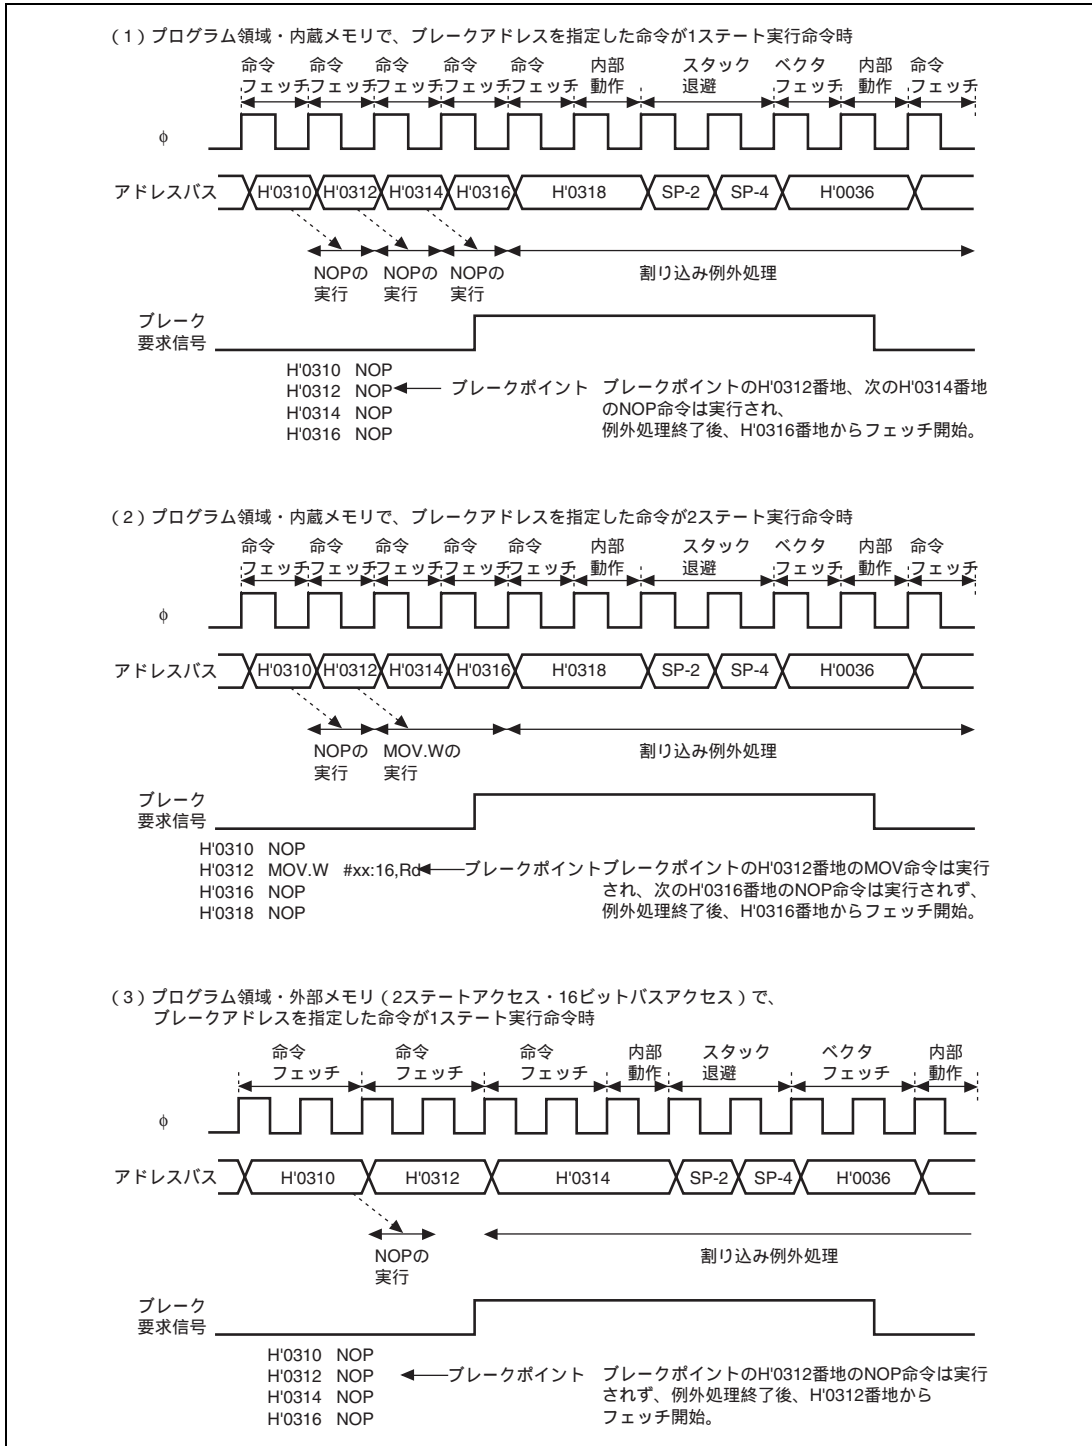 （1）プログラム領域・内蔵メモリで、ブレークアドレスを指定した命令が1ステート実行命令時
命令 命令 命令 命令 命令 内部 スタック ベクタ 内部 命令
フェッチ フェッチ フェッチ フェッチ フェッチ 動作 退避 フェッチ 動作 フェッチ
φ
アドレスバス H'0310 H'0312 H'0314 H'0316 H'0318 SP-2 SP-4 H'0036
NOPの NOPの NOPの 割り込み例外処理
実行 実行 実行
ブレーク
要求信号
H'0310 NOP
H'0312 NOP ブレークポイント ブレークポイントのH'0312番地、次のH'0314番地
H'0314 NOP のNOP命令は実行され、
H'0316 NOP 例外処理終了後、H'0316番地からフェッチ開始。
（2）プログラム領域・内蔵メモリで、ブレークアドレスを指定した命令が2ステート実行命令時
命令 命令 命令 命令 命令 内部 スタック ベクタ 内部 命令
フェッチ フェッチ フェッチ フェッチ フェッチ 動作 退避 フェッチ 動作 フェッチ
φ
アドレスバス H'0310 H'0312 H'0314 H'0316 H'0318 SP-2 SP-4 H'0036
NOPの MOV.Wの 割り込み例外処理
実行 実行
ブレーク
要求信号
H'0310 NOP
H'0312 MOV.W #xx:16,Rd ブレークポイント ブレークポイントのH'0312番地のMOV命令は実行
H'0316 NOP され、次のH'0316番地のNOP命令は実行されず、
H'0318 NOP 例外処理終了後、H'0316番地からフェッチ開始。
（3）プログラム領域・外部メモリ（2ステートアクセス・16ビットバスアクセス）で、
ブレークアドレスを指定した命令が1ステート実行命令時
命令 命令 命令 内部 スタック ベクタ 内部
フェッチ フェッチ フェッチ 動作 退避 フェッチ 動作
φ
アドレスバス H'0310 H'0312 H'0314 SP-2 SP-4 H'0036
NOPの 割り込み例外処理
実行
ブレーク
要求信号
H'0310 NOP
H'0312 NOP ブレークポイント ブレークポイントのH'0312番地のNOP命令は実行
H'0314 NOP されず、例外処理終了後、H'0312番地から
H'0316 NOP フェッチ開始。